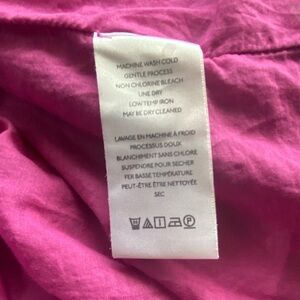 MACHINE WASH COLD
GENTLE PROCESS
NON CHLORINE BLEACH
LINE DRY
LOW TEMP IRON
MAY BE DRY CLEANED
LAVAGE EN MACHINE À FROID
PROCESSUS DOUX
BLANCHIMENT SANS CHLORE
SUSPENDRE POUR SÉCHER
FER BASSE TEMPÉRATURE
PEUT-ÊTRE ÊTRE NETTOYÉE
SEC